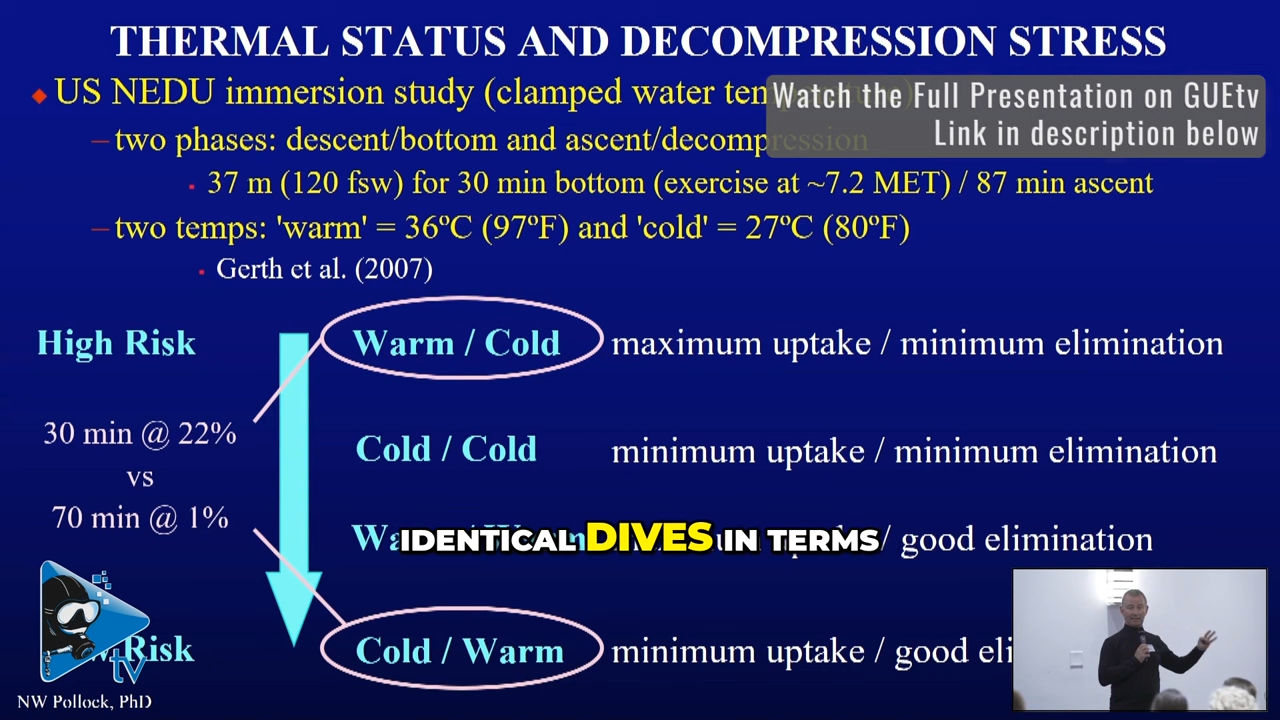 THERMAL STATUS AND DECOMPRESSION STRESS
US NEDU immersion study (clamped water
Watch the Full Presentation on GUEtv
Link in description below
– two phases: descent/bottom and ascent/decompression
37 m (120 fsw) for 30 min bottom (exercise at ~7.2 MET) / 87 min ascent
– two temps: 'warm' = 36ºC (97ºF) and 'cold' = 27ºC (80ºF)
Gerth et al. (2007)
High Risk
Warm / Cold maximum uptake / minimum elimination
30 min @ 22%
vs
70 min @ 1%
Cold / Cold minimum uptake / minimum elimination
IDENTICAL DIVES IN TERMS
/ good elimination
Risk
Cold / Warm minimum uptake / good
tv
NW Pollock, PhD